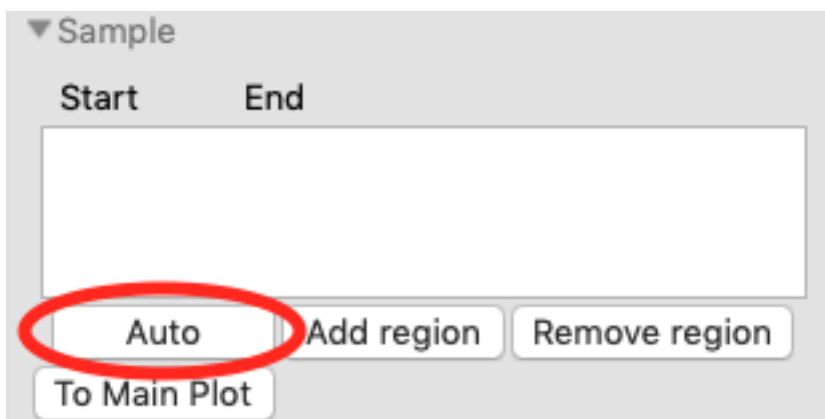 Sample
Start End
Auto Add region Remove region
To Main Plot